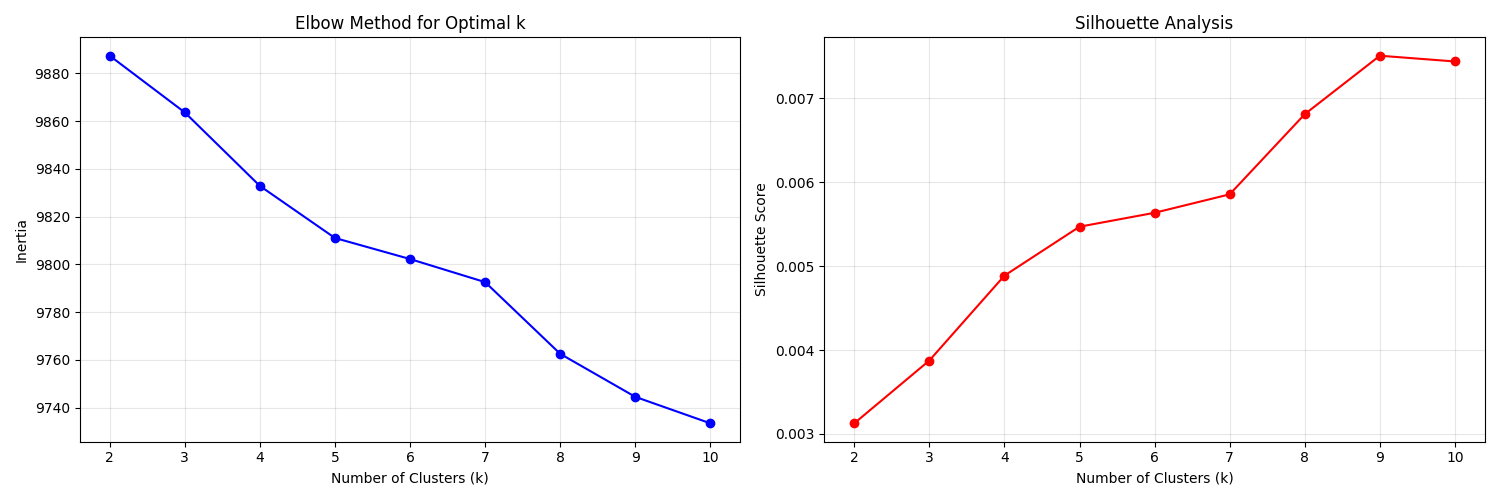 Elbow Method for Optimal k
9880
9860
9840
9820
9800
9780
9760
9740
Inertia
2 3 4 5 6 7 8 9 10
Number of Clusters (k)
Silhouette Analysis
0.007
0.006
0.005
0.004
0.003
Silhouette Score
2 3 4 5 6 7 8 9 10
Number of Clusters (k)